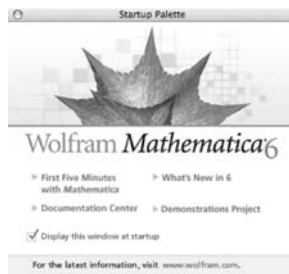 Startup Palette
Wolfram Mathematica 6
First Five Minutes
with Mathematica
What's New in 6
Documentation Center
Demonstrations Project
Display this window at startup
For the latest information, visit www.wolfram.com.